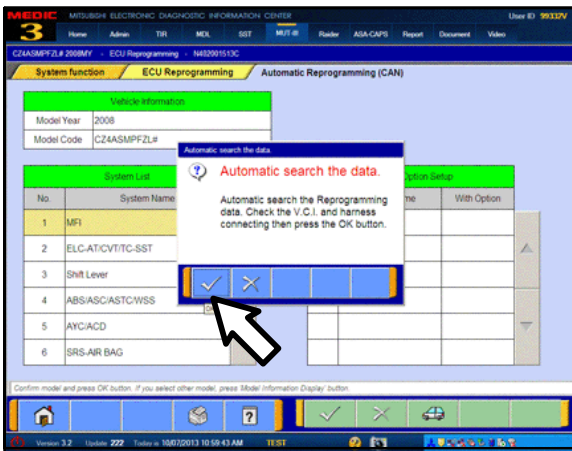 MEDIC MITSUBISHI ELECTRONIC DIAGNOSTIC INFORMATION CENTER User ID 99332V
3 Home Admin TIR MDL SST MUT-III Raider ASA-CAPS Report Document Video
CZ4ASMPFZL# 2008MY - ECU Reprogramming - N402001513C
System function ECU Reprogramming Automatic Reprogramming (CAN)
Vehicle Information
Model Year 2008
Model Code CZ4ASMPFZL#
Automatic search the data.
Automatic search the data.
Automatic search the Reprogramming
data. Check the V.C.I. and harness
connecting then press the OK button.
System List Option Setup
No. System Name me With Option
1 MFI
2 ELC-AT/CVT/TC-SST
3 Shift Lever
4 ABS/ASC/ASTC/WSS
5 AYC/ACD
6 SRS-AIR BAG
Confirm model and press OK button. If you select other model, press 'Model Information Display' button.
Version 3.2 Update 222 Today is 10/07/2013 10:59:43 AM TEST